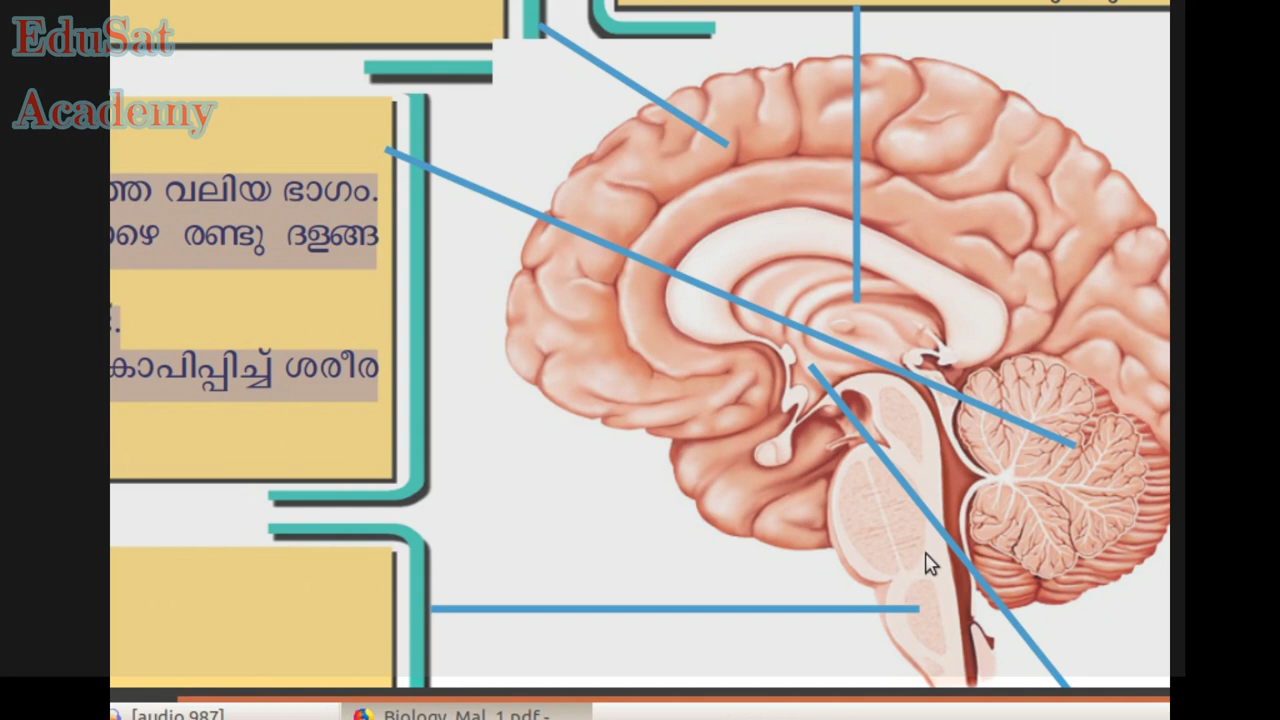 EduSat
Academy
ത്ത വലിയ ഭാഗം.
ഴെ രണ്ടു ദളങ്ങ
കോപിപ്പിച്ച് ശരീര
[audio 987]
Biology_Mal_1.pdf -